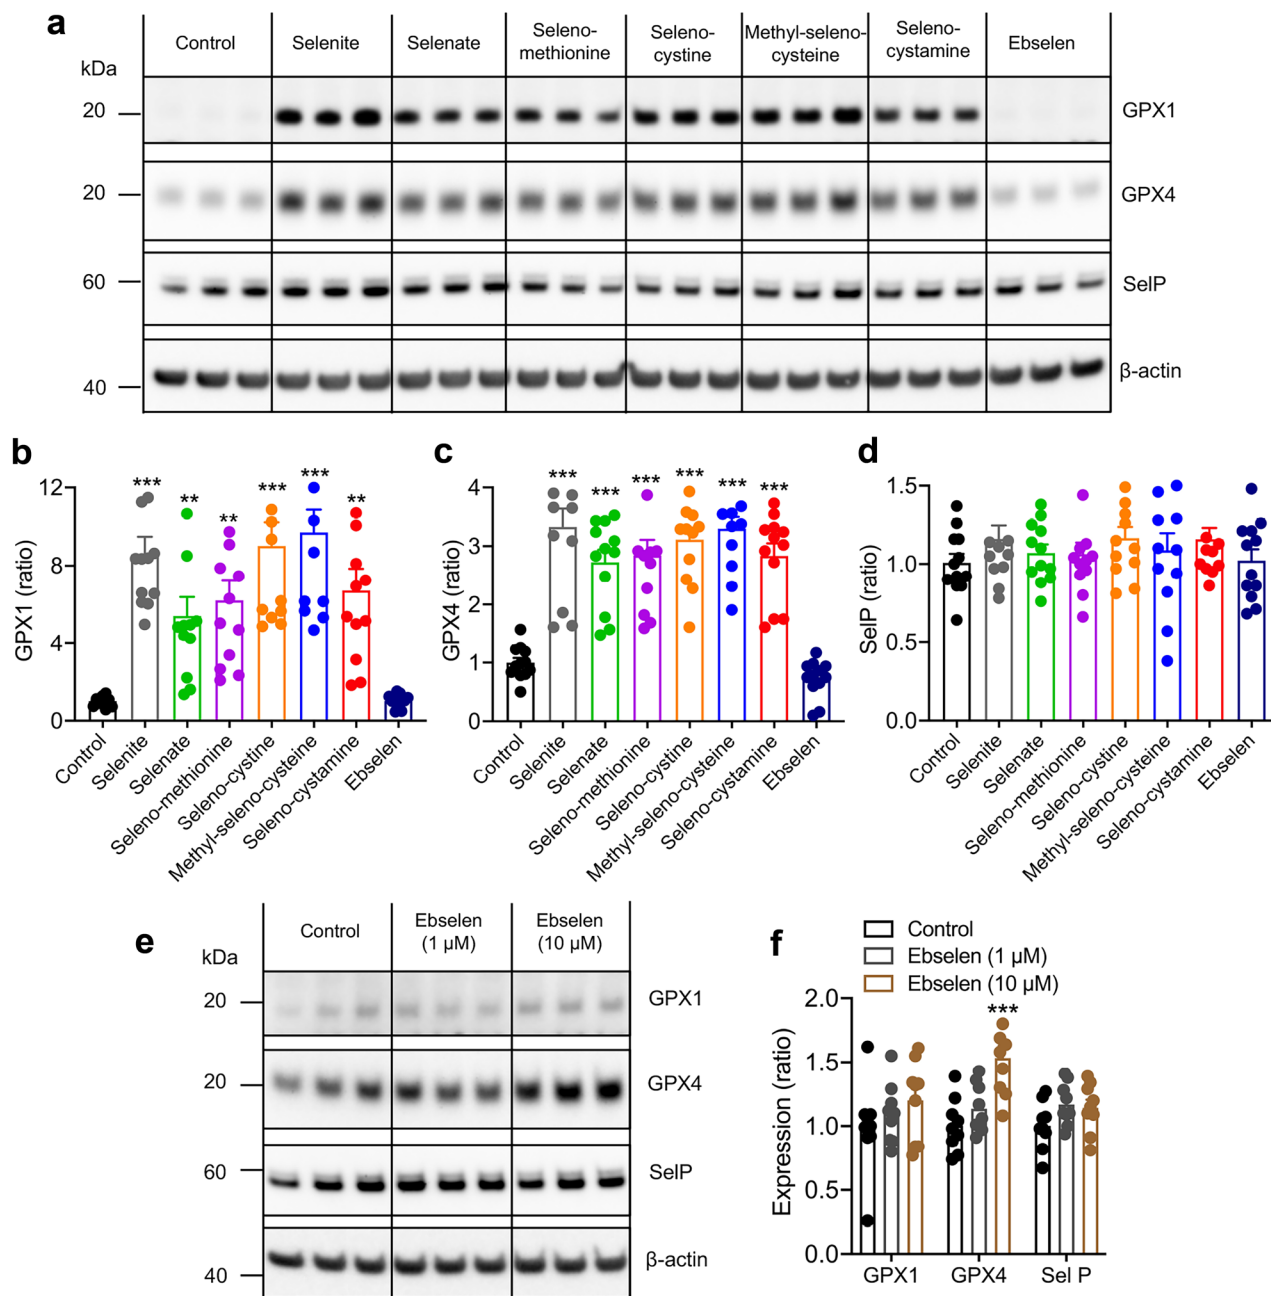 a
Control
Selenite
Selenate
Seleno-
methionine
Seleno-
cystine
Methyl-seleno-
cysteine
Seleno-
cystamine
Ebselen
kDa
20
GPX1
20
GPX4
60
SelP
40
β-actin
b
GPX1 (ratio)
12
8
4
0
***
**
**
***
***
**
Control
Selenite
Selenate
Seleno-methionine
Seleno-cystine
Methyl-seleno-cysteine
Seleno-cystamine
Ebselen
c
GPX4 (ratio)
4
3
2
1
0
***
***
***
***
***
***
Control
Selenite
Selenate
Seleno-methionine
Seleno-cystine
Methyl-seleno-cysteine
Seleno-cystamine
Ebselen
d
SelP (ratio)
1.5
1.0
0.5
0.0
Control
Selenite
Selenate
Seleno-methionine
Seleno-cystine
Methyl-seleno-cysteine
Seleno-cystamine
Ebselen
e
kDa
Control
Ebselen
(1 μM)
Ebselen
(10 μM)
20
GPX1
20
GPX4
60
SelP
40
β-actin
f
Control
Ebselen (1 μM)
Ebselen (10 μM)
Expression (ratio)
2.0
1.5
1.0
0.5
0.0
***
GPX1
GPX4
Sel P